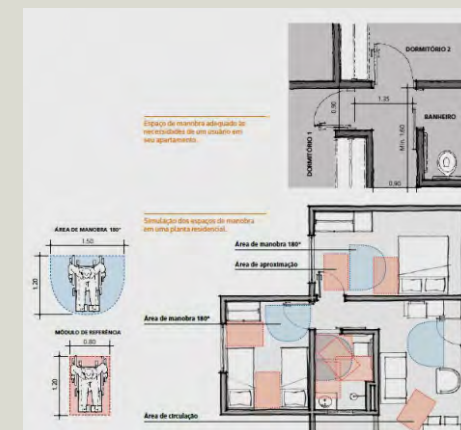 DORMITÓRIO 2
1.35
0.90
BANHEIRO
Mín. 1.80
DORMITÓRIO 1
0.90
Espaço de manobra adequado às
necessidades de um usuário em
seu apartamento.
Simulação dos espaços de manobra
em uma planta residencial.
ÁREA DE MANOBRA 180°
1.50
1.20
MÓDULO DE REFERÊNCIA
0.80
1.20
Área de manobra 180°
Área de aproximação
Área de manobra 180°
Área de circulação